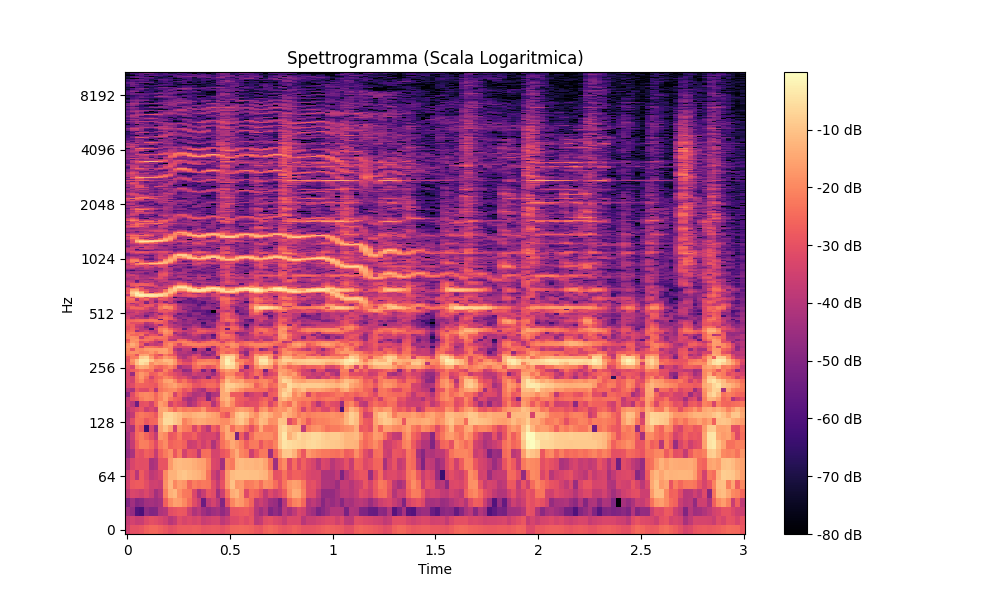 Spettrogramma (Scala Logaritmica)
8192
4096
2048
1024
512
256
128
64
0
Hz
0
0.5
1
1.5
2
2.5
3
Time
-10 dB
-20 dB
-30 dB
-40 dB
-50 dB
-60 dB
-70 dB
-80 dB